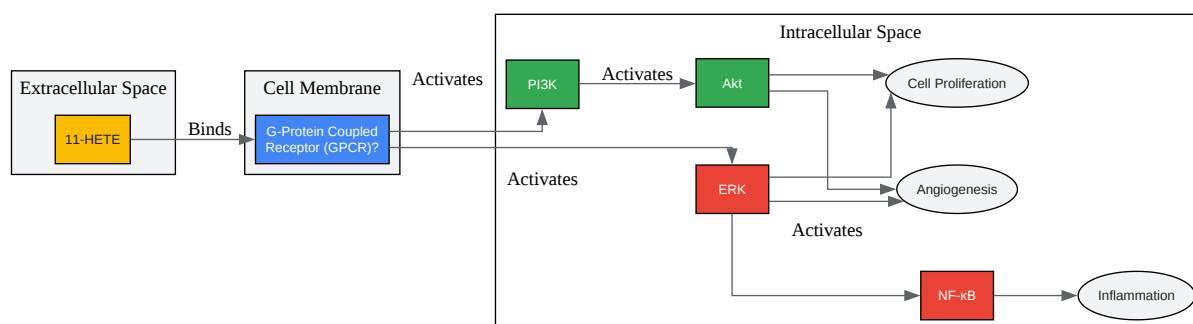 Intracellular Space
Extracellular Space
11-HETE
Binds
Cell Membrane
G-Protein Coupled
Receptor (GPCR)?
Activates
PI3K
Activates
Akt
Cell Proliferation
Activates
ERK
Angiogenesis
Activates
NF-κB
Inflammation